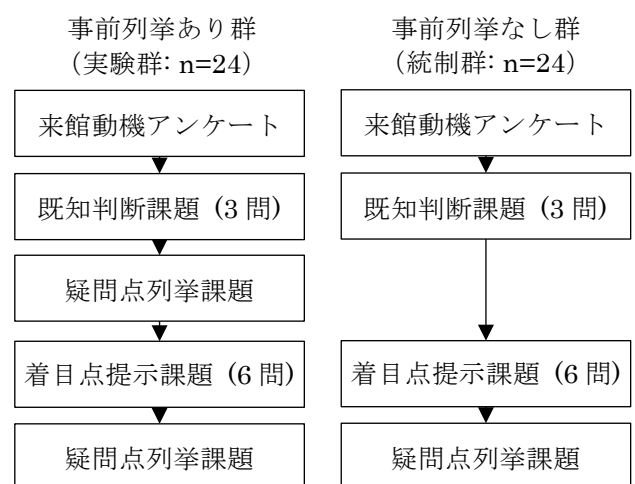 事前列挙あり群
（実験群: n=24）
来館動機アンケート
既知判断課題 (3 問)
疑問点列挙課題
着目点提示課題 (6 問)
疑問点列挙課題
事前列挙なし群
（統制群: n=24）
来館動機アンケート
既知判断課題 (3 問)
着目点提示課題 (6 問)
疑問点列挙課題